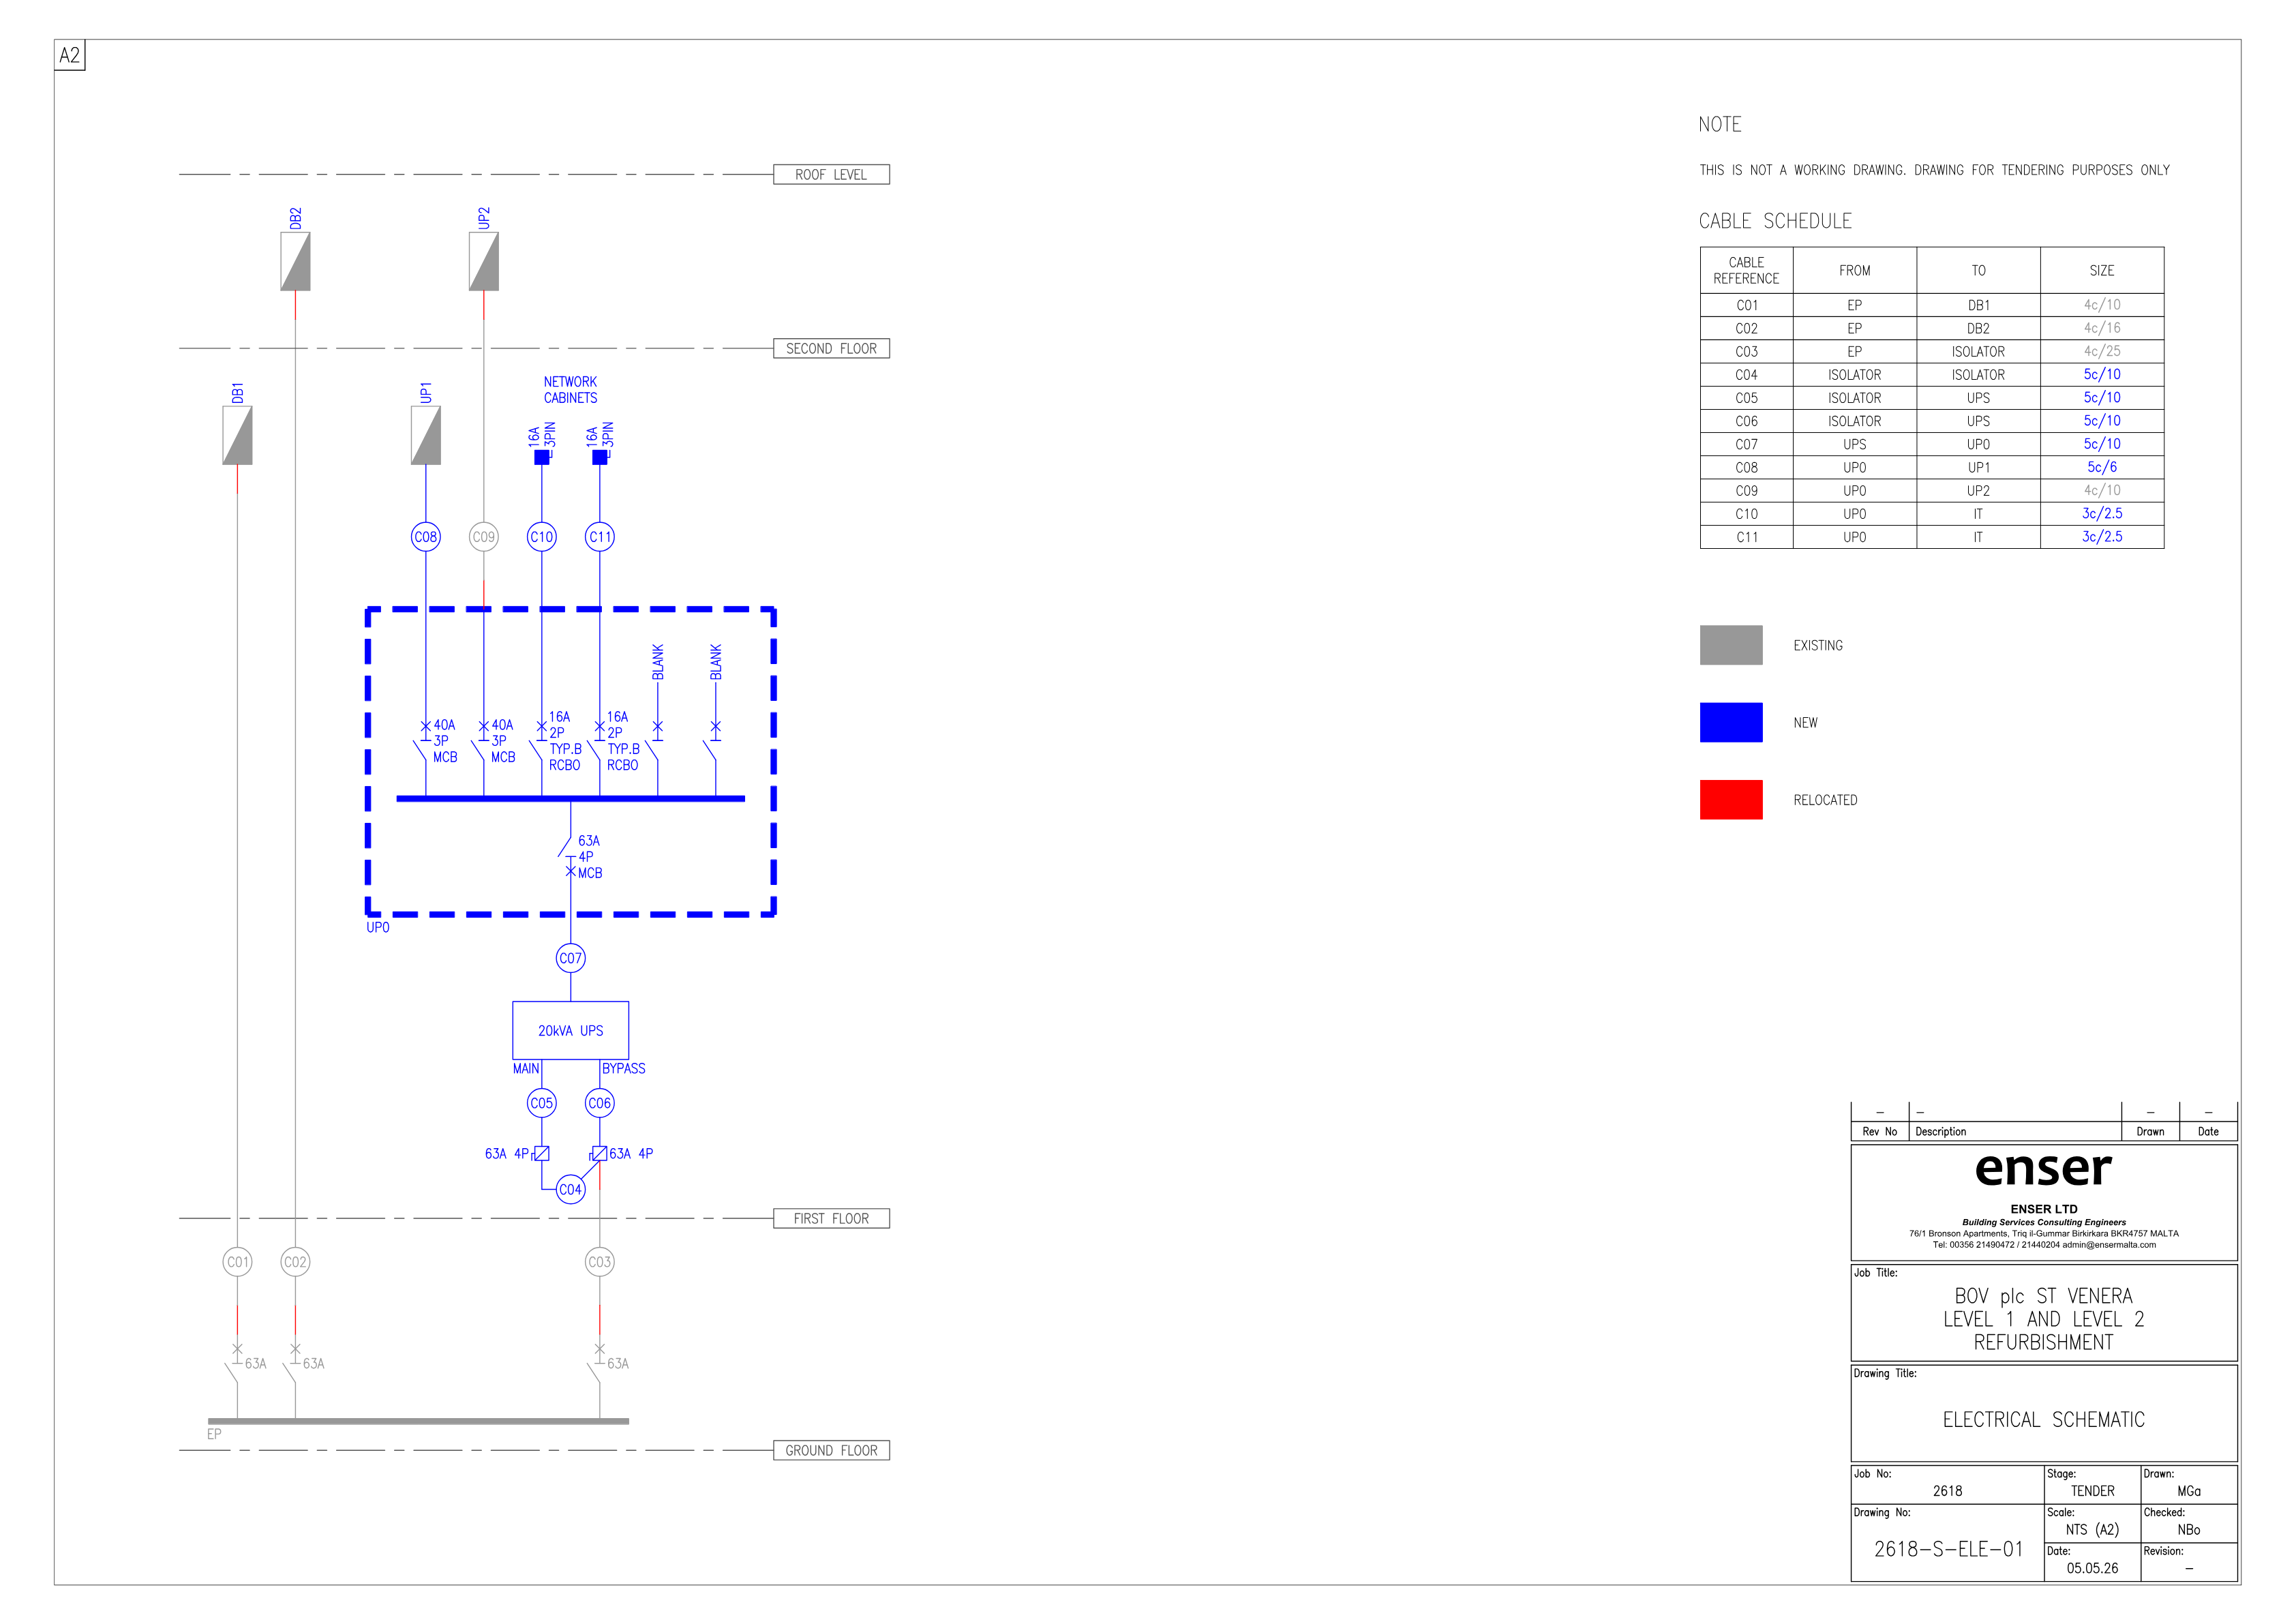 A2
ROOF LEVEL
DB2
UP2
SECOND FLOOR
DB1
UP1
NETWORK
CABINETS
16A
3PIN
16A
3PIN
C08
C09
C10
C11
BLANK
BLANK
40A
3P
MCB
40A
3P
MCB
16A
2P
TYP.B
RCBO
16A
2P
TYP.B
RCBO
63A
4P
MCB
UP0
C07
20kVA UPS
MAIN
BYPASS
C05
C06
63A 4P
63A 4P
C04
FIRST FLOOR
C01
C02
C03
63A
63A
63A
EP
GROUND FLOOR
NOTE
THIS IS NOT A WORKING DRAWING. DRAWING FOR TENDERING PURPOSES ONLY
CABLE SCHEDULE
CABLE REFERENCE FROM TO SIZE
C01 EP DB1 4c/10
C02 EP DB2 4c/16
C03 EP ISOLATOR 4c/25
C04 ISOLATOR ISOLATOR 5c/10
C05 ISOLATOR UPS 5c/10
C06 ISOLATOR UPS 5c/10
C07 UPS UP0 5c/10
C08 UP0 UP1 5c/6
C09 UP0 UP2 4c/10
C10 UP0 IT 3c/2.5
C11 UP0 IT 3c/2.5
EXISTING
NEW
RELOCATED
– – – –
Rev No Description Drawn Date
enser
ENSER LTD
Building Services Consulting Engineers
76/1 Bronson Apartments, Triq il-Gummar Birkirkara BKR4757 MALTA
Tel: 00356 21490472 / 21440204 admin@ensermalta.com
Job Title:
BOV plc ST VENERA
LEVEL 1 AND LEVEL 2
REFURBISHMENT
Drawing Title:
ELECTRICAL SCHEMATIC
Job No:
2618
Stage:
TENDER
Drawn:
MGa
Drawing No:
2618-S-ELE-01
Scale:
NTS (A2)
Checked:
NBo
Date:
05.05.26
Revision:
–